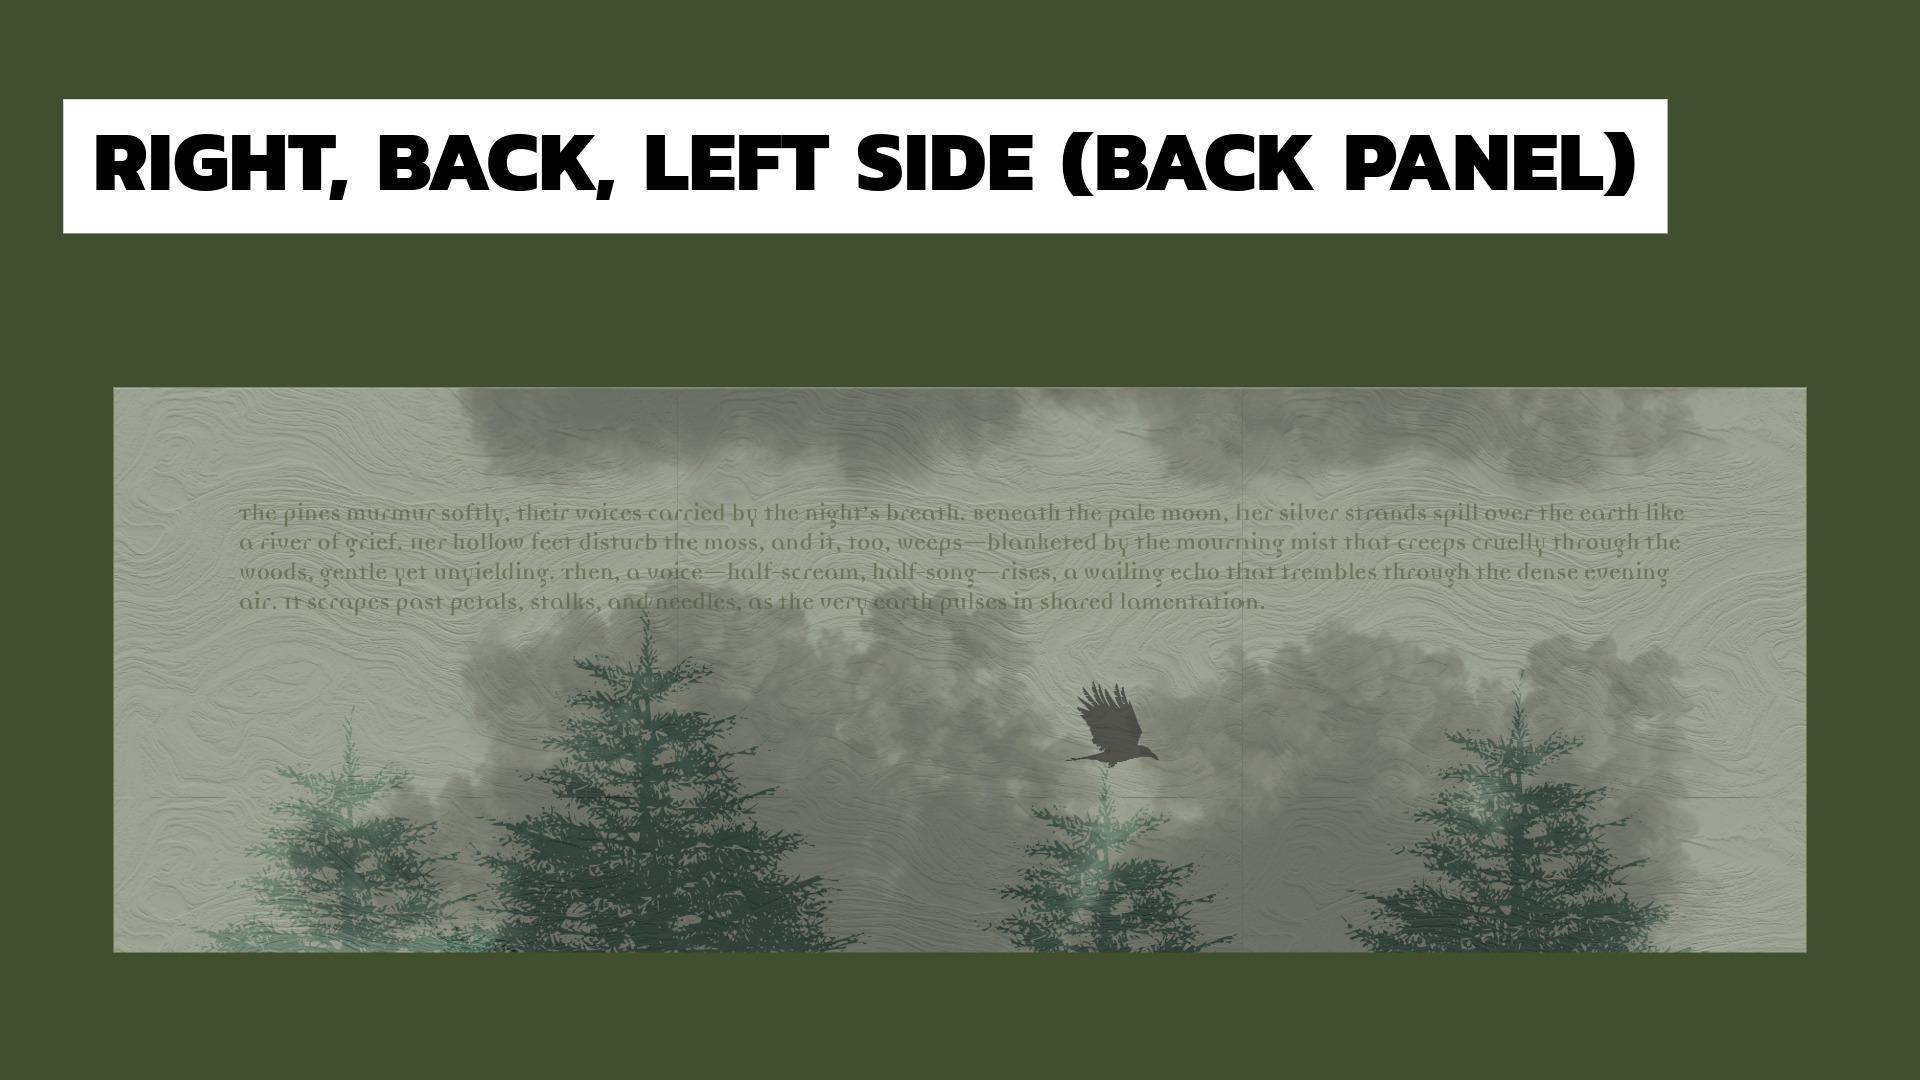 RIGHT, BACK, LEFT SIDE (BACK PANEL)
The pines murmur softly, their voices carried by the night's breath. Beneath the pale moon, her silver strands spill over the earth like
a river of grief. Her hollow feet disturb the moss, and it, too, weeps—blanketed by the mourning mist that creeps cruelly through the
woods, gentle yet unyielding. Then, a voice—half-scream, half-song—rises, a wailing echo that trembles through the dense evening
air. It scrapes past petals, stalks, and needles, as the very earth pulses in shared lamentation.